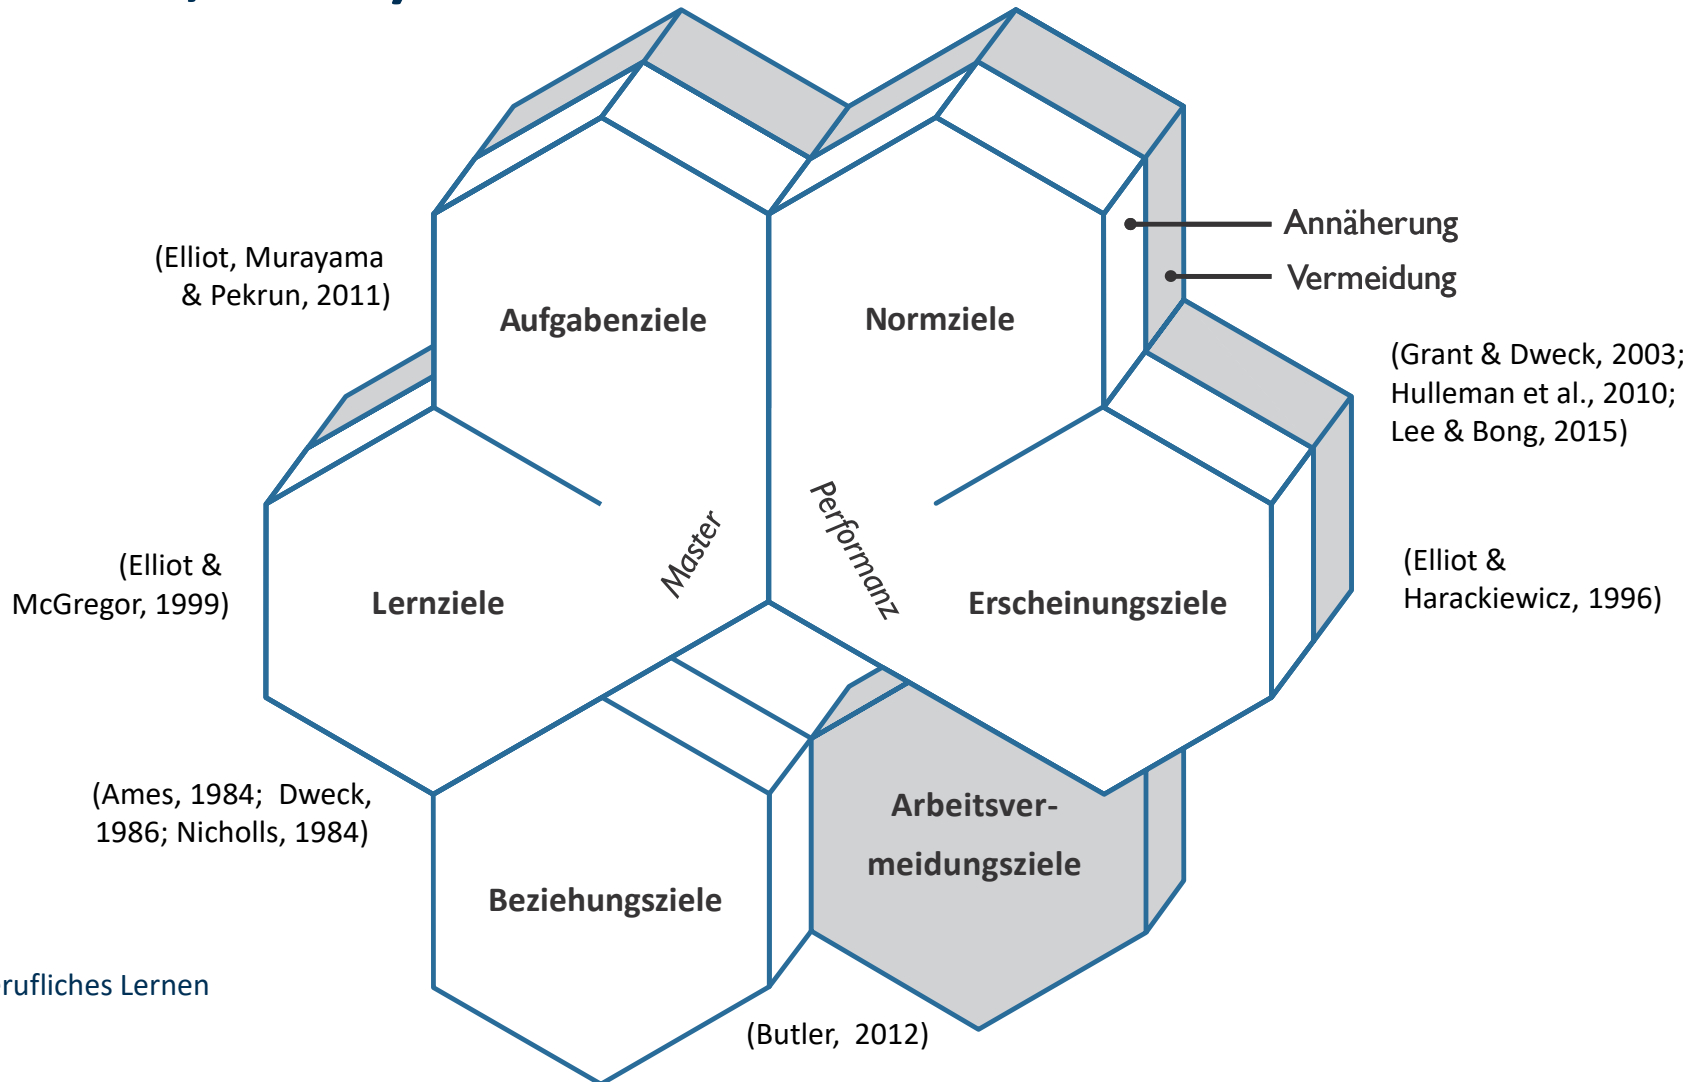 Annäherung
(Elliot, Murayama
& Pekrun, 2011)
Vermeidung
Aufgabenziele
Normziele
(Grant & Dweck, 2003;
Hulleman et al., 2010;
Lee & Bong, 2015)
Master
Performanz
(Elliot &
McGregor, 1999)
Lernziele
Erscheinungsziele
(Elliot &
Harackiewicz, 1996)
(Ames, 1984; Dweck,
1986; Nicholls, 1984)
Arbeitsver-
meidungsziele
Beziehungsziele
rufliches Lernen
(Butler, 2012)